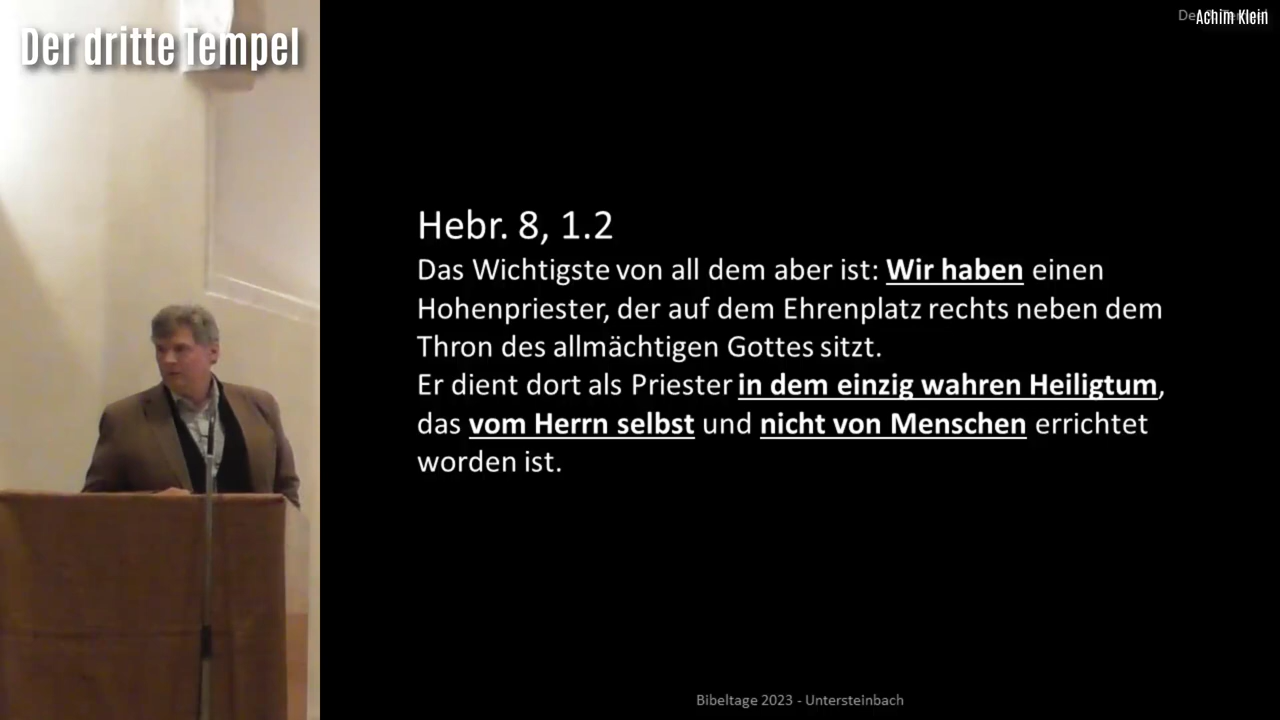 Der dritte Tempel
Achim Klein
Hebr. 8, 1.2
Das Wichtigste von all dem aber ist: Wir haben einen
Hohenpriester, der auf dem Ehrenplatz rechts neben dem
Thron des allmächtigen Gottes sitzt.
Er dient dort als Priester in dem einzig wahren Heiligtum,
das vom Herrn selbst und nicht von Menschen errichtet
worden ist.
Bibeltage 2023 - Untersteinbach